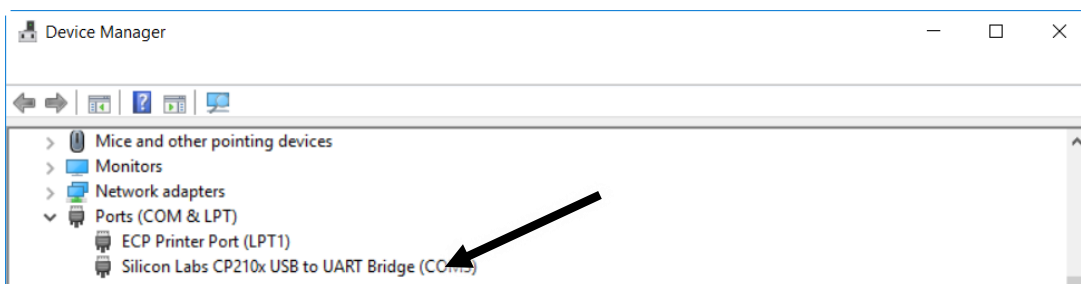 Device Manager
Mice and other pointing devices
Monitors
Network adapters
Ports (COM & LPT)
ECP Printer Port (LPT1)
Silicon Labs CP210x USB to UART Bridge